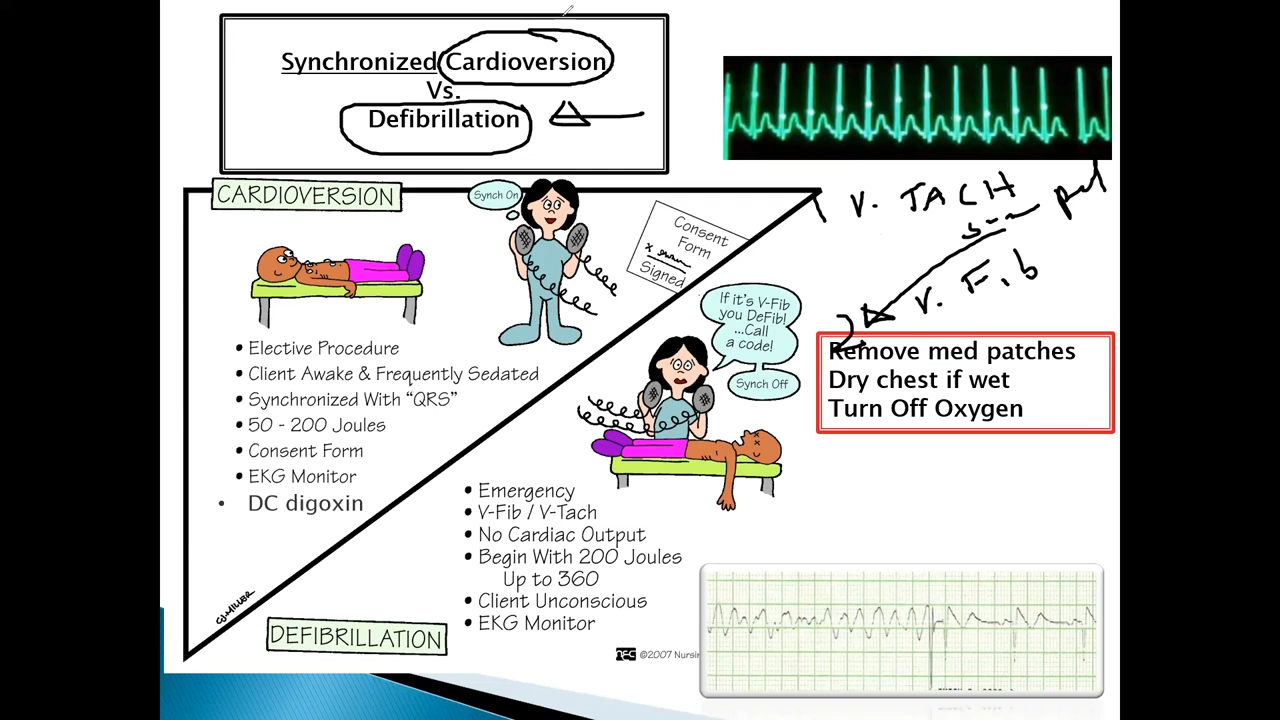 Synchronized Cardioversion
Vs.
Defibrillation
CARDIOVERSION
Synch On
Consent
Form
Signed
V. TACH
V. Fib
If it's V-Fib
you DeFib!
...Call
a code!
Synch Off
Remove med patches
Dry chest if wet
Turn Off Oxygen
• Elective Procedure
• Client Awake & Frequently Sedated
• Synchronized With "QRS"
• 50 - 200 Joules
• Consent Form
• EKG Monitor
• DC digoxin
• Emergency
• V-Fib / V-Tach
• No Cardiac Output
• Begin With 200 Joules
Up to 360
• Client Unconscious
• EKG Monitor
CJMILLER
DEFIBRILLATION
NEC ©2007